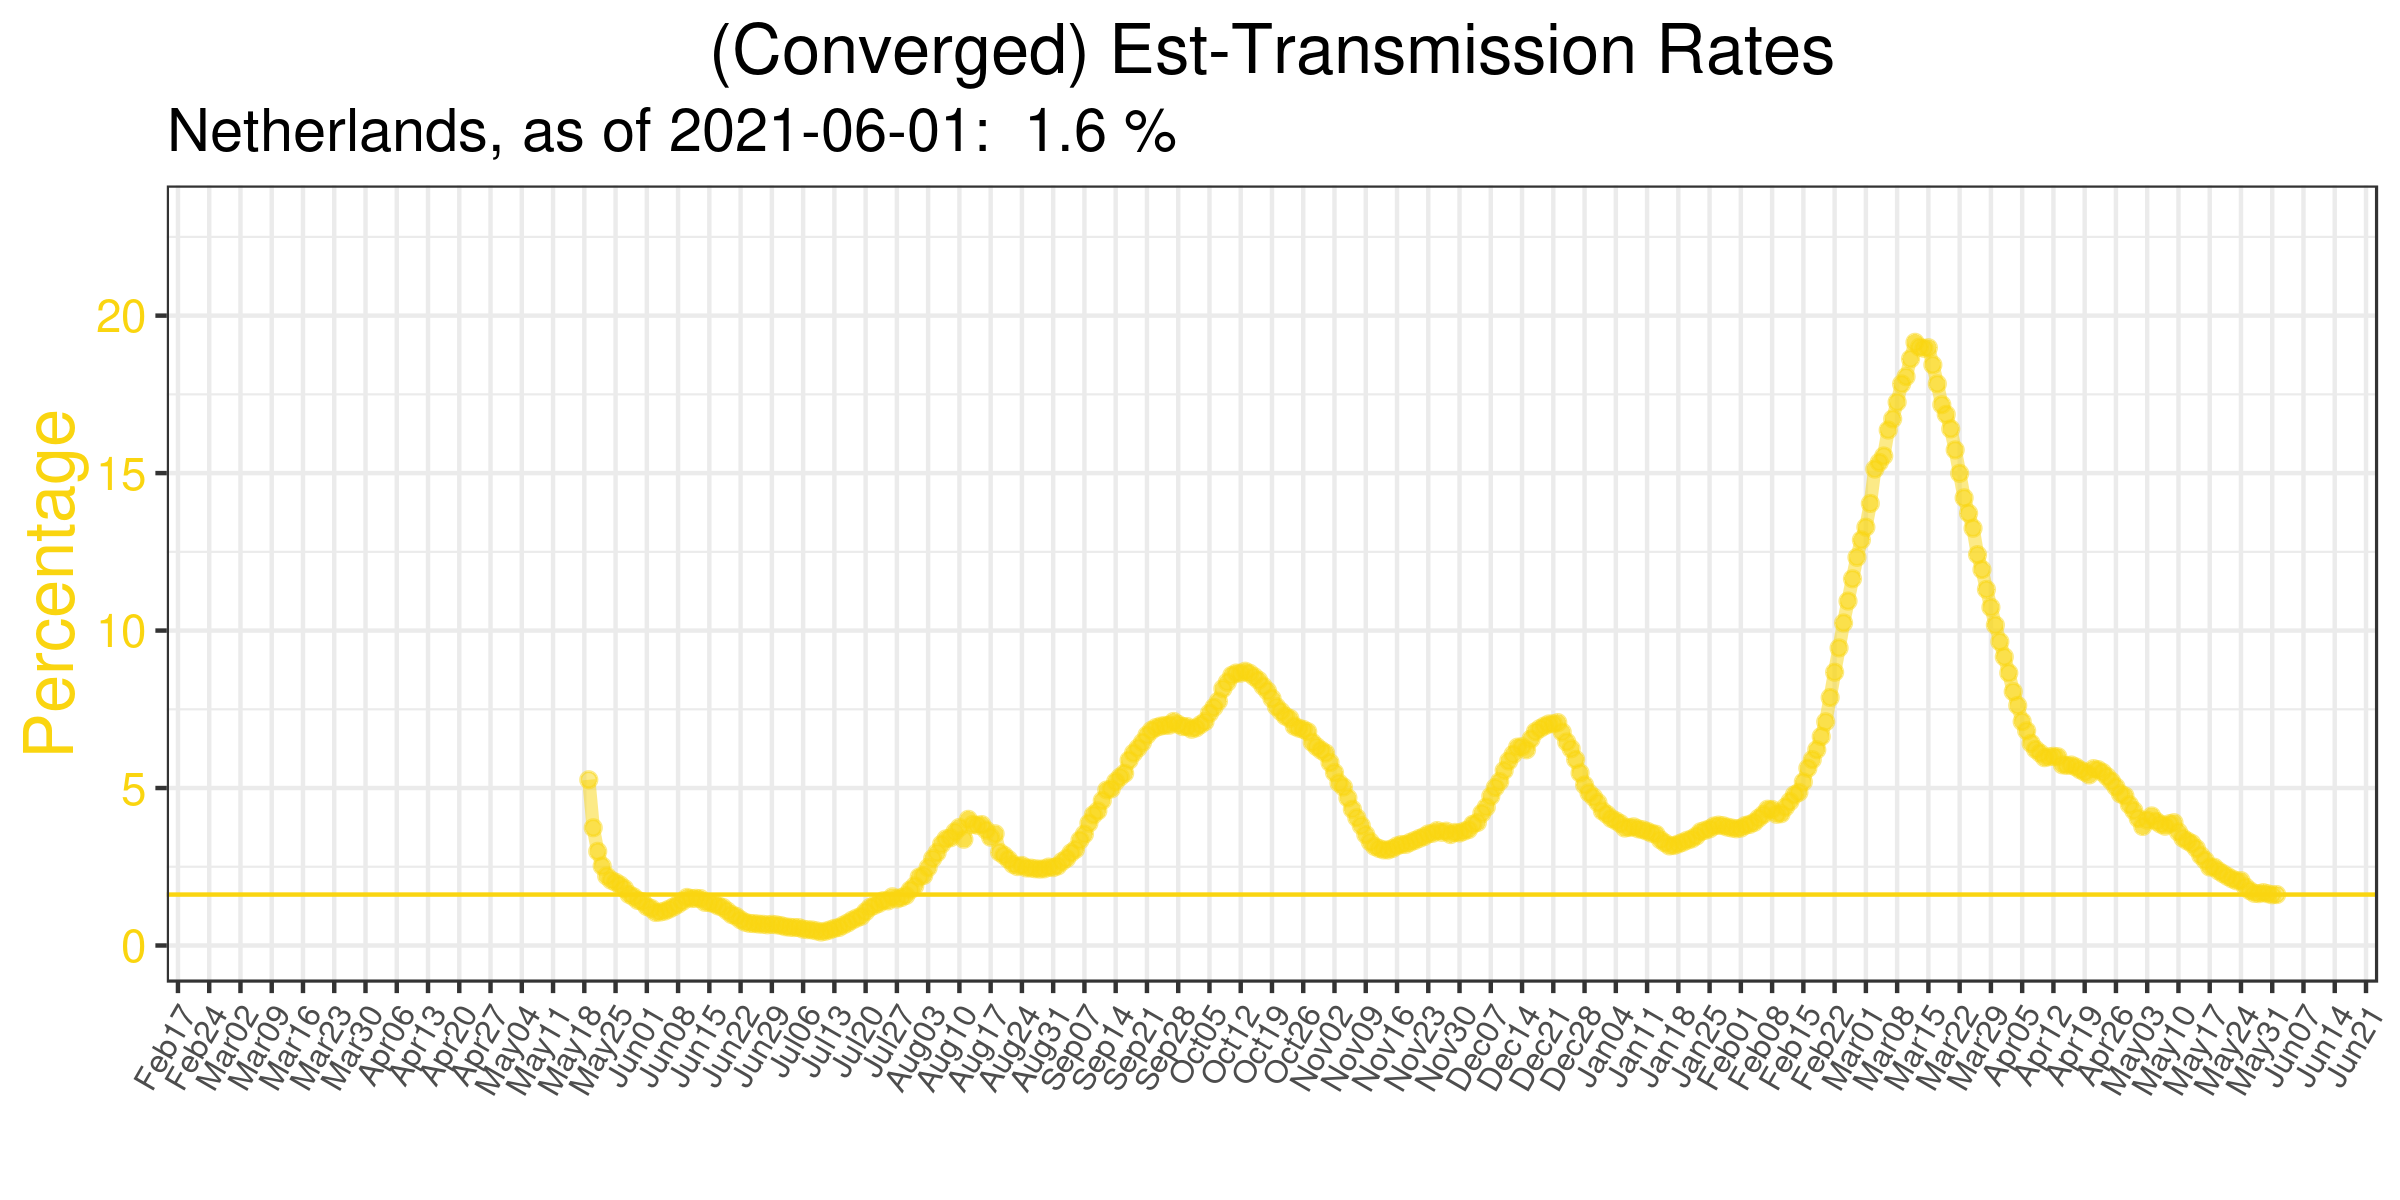 (Converged) Est-Transmission Rates
Netherlands, as of 2021-06-01:  1.6 %
Percentage
20
15
10
5
0
Feb17
Feb24
Mar02
Mar09
Mar16
Mar23
Mar30
Apr06
Apr13
Apr20
Apr27
May04
May11
May18
May25
Jun01
Jun08
Jun15
Jun22
Jun29
Jul06
Jul13
Jul20
Jul27
Aug03
Aug10
Aug17
Aug24
Aug31
Sep07
Sep14
Sep21
Sep28
Oct05
Oct12
Oct19
Oct26
Nov02
Nov09
Nov16
Nov23
Nov30
Dec07
Dec14
Dec21
Dec28
Jan04
Jan11
Jan18
Jan25
Feb01
Feb08
Feb15
Feb22
Mar01
Mar08
Mar15
Mar22
Mar29
Apr05
Apr12
Apr19
Apr26
May03
May10
May17
May24
May31
Jun07
Jun14
Jun21